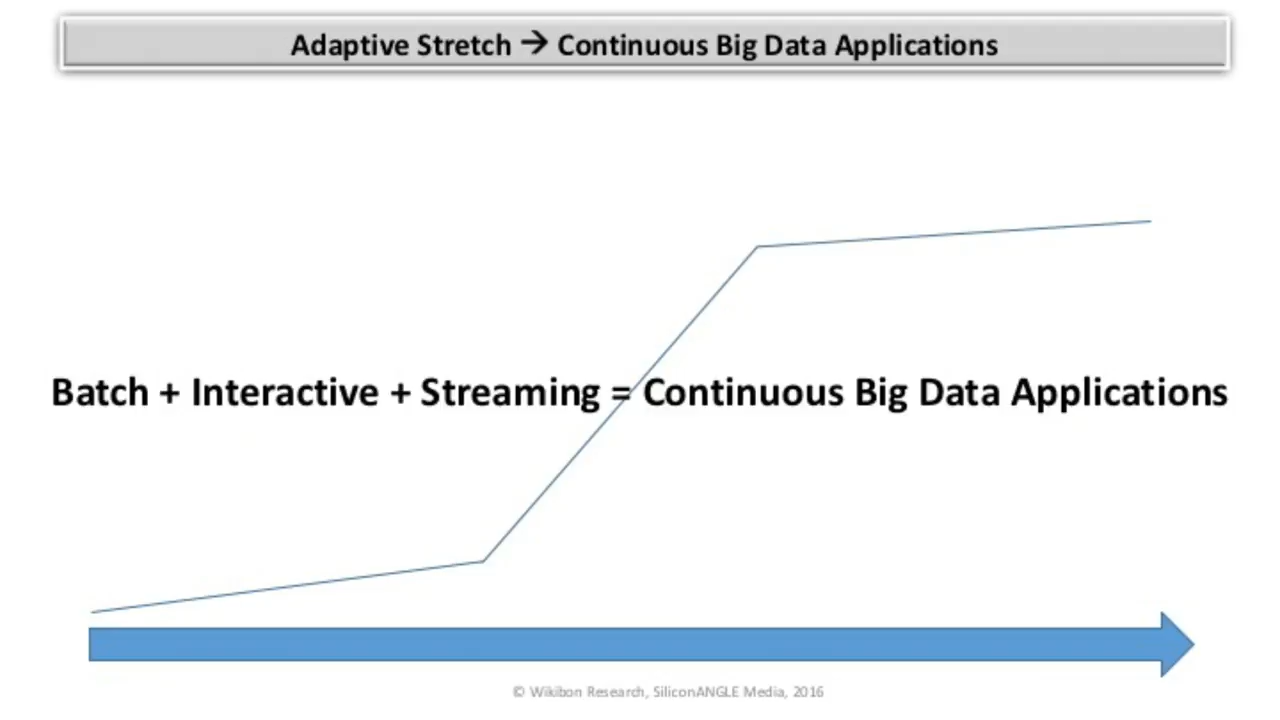 Adaptive Stretch → Continuous Big Data Applications
Batch + Interactive + Streaming = Continuous Big Data Applications
© Wikibon Research, SiliconANGLE Media, 2016